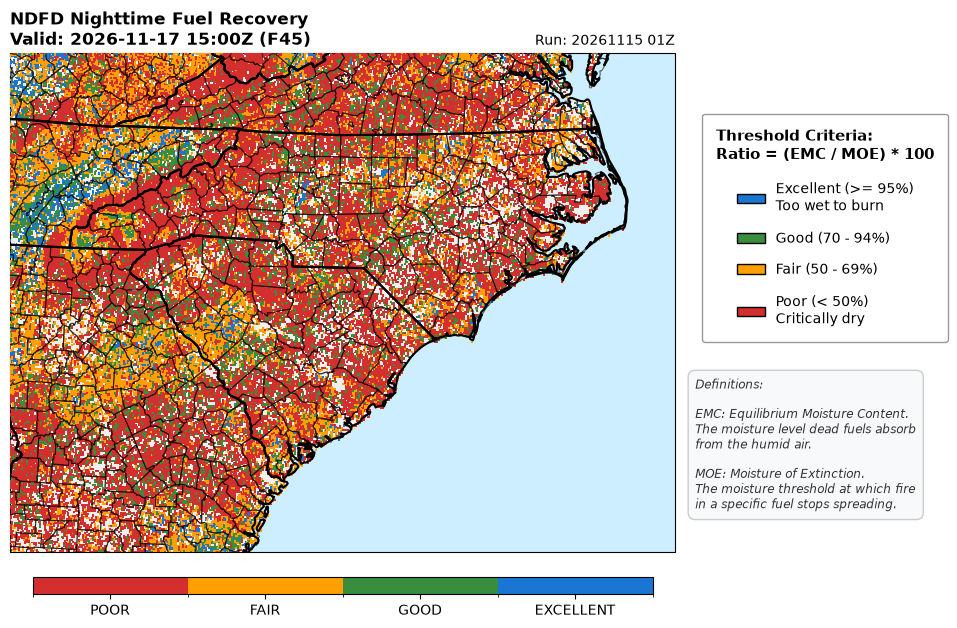 NDFD Nighttime Fuel Recovery
Valid: 2026-11-17 15:00Z (F45)
Run: 20261115 01Z
Threshold Criteria:
Ratio = (EMC / MOE) * 100
Excellent (>= 95%)
Too wet to burn
Good (70 - 94%)
Fair (50 - 69%)
Poor (< 50%)
Critically dry
Definitions:
EMC: Equilibrium Moisture Content.
The moisture level dead fuels absorb
from the humid air.
MOE: Moisture of Extinction.
The moisture threshold at which fire
in a specific fuel stops spreading.
POOR
FAIR
GOOD
EXCELLENT